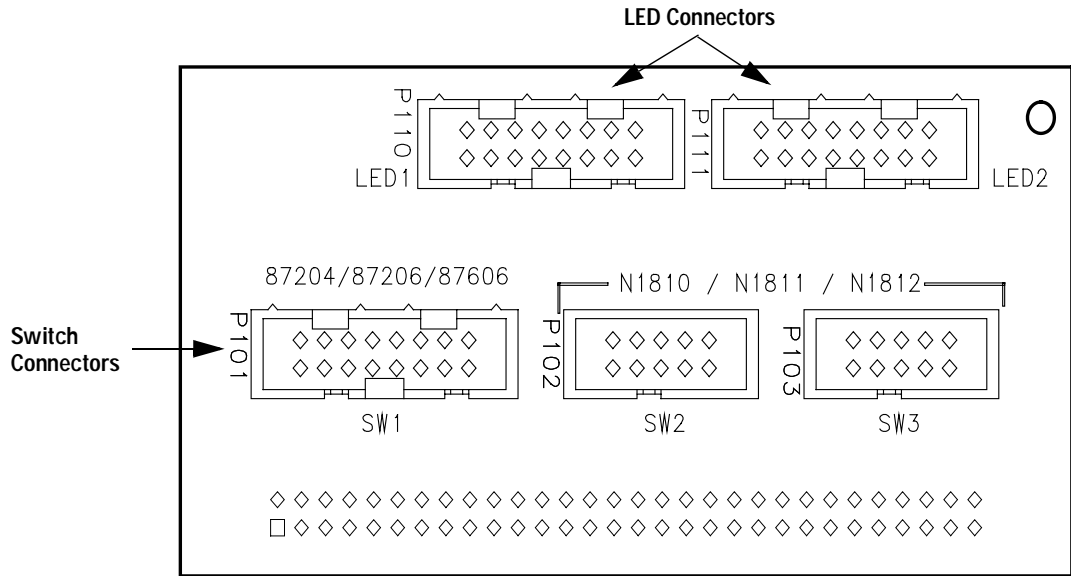 LED Connectors
P110
LED1
P111
LED2
87204/87206/87606
N1810 / N1811 / N1812
Switch
Connectors
P101
SW1
P102
SW2
P103
SW3